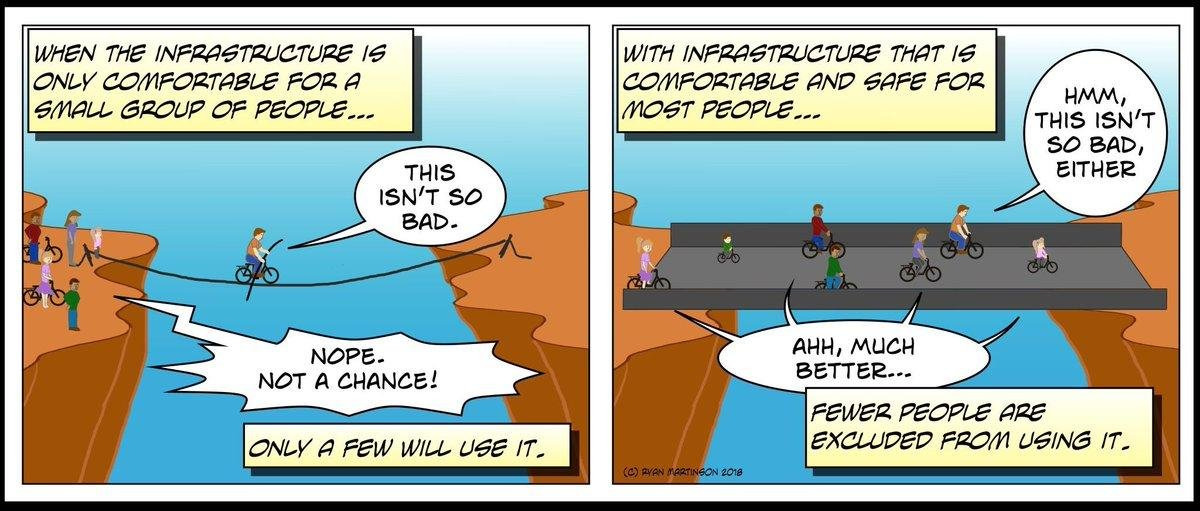 WHEN THE INFRASTRUCTURE IS
ONLY COMFORTABLE FOR A
SMALL GROUP OF PEOPLE...
THIS
ISN'T SO
BAD.
NOPE.
NOT A CHANCE!
ONLY A FEW WILL USE IT.
WITH INFRASTRUCTURE THAT IS
COMFORTABLE AND SAFE FOR
MOST PEOPLE...
HMM,
THIS ISN'T
SO BAD,
EITHER
AHH, MUCH
BETTER...
FEWER PEOPLE ARE
EXCLUDED FROM USING IT.
(C) RYAN MARTINSON 2018